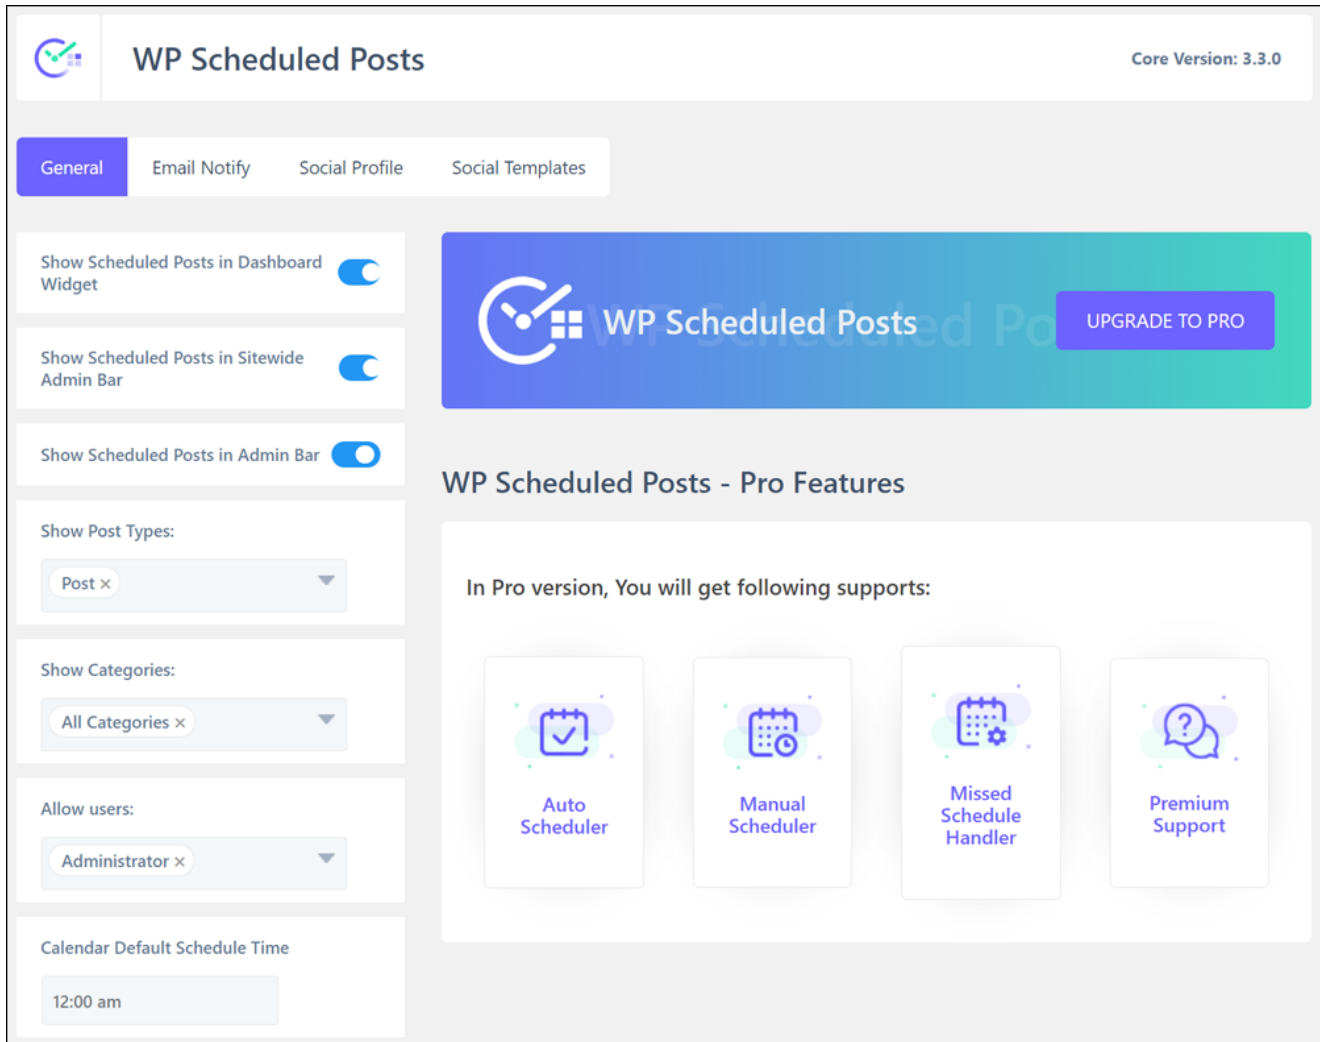 WP Scheduled Posts
Core Version: 3.3.0
General
Email Notify
Social Profile
Social Templates
Show Scheduled Posts in Dashboard
Widget
Show Scheduled Posts in Sitewide
Admin Bar
Show Scheduled Posts in Admin Bar
Show Post Types:
Post ×
Show Categories:
All Categories ×
Allow users:
Administrator ×
Calendar Default Schedule Time
12:00 am
WP Scheduled Posts
WP Scheduled Po
UPGRADE TO PRO
WP Scheduled Posts - Pro Features
In Pro version, You will get following supports:
Auto
Scheduler
Manual
Scheduler
Missed
Schedule
Handler
Premium
Support